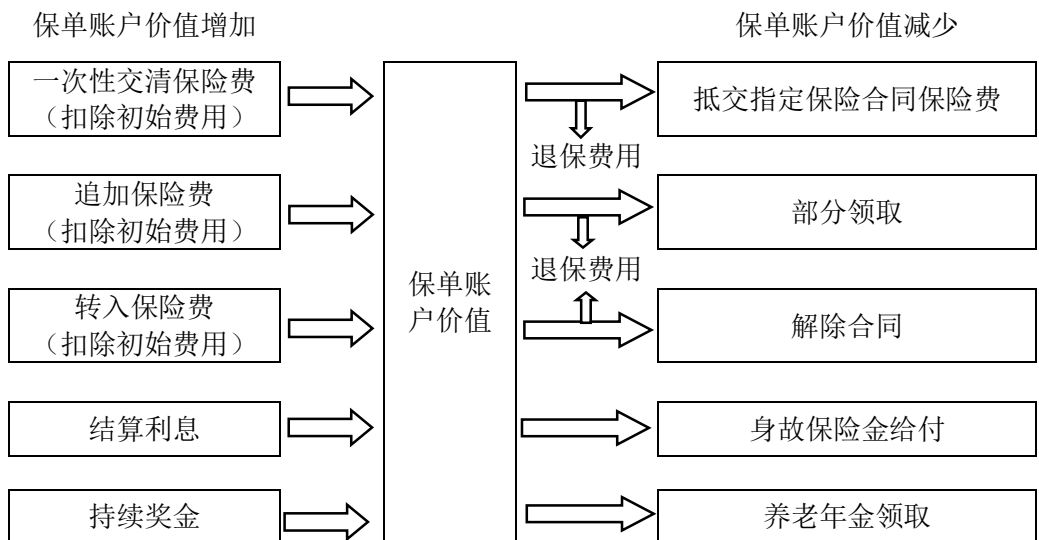 保单账户价值增加
保单账户价值减少
一次性交清保险费
（扣除初始费用）
抵交指定保险合同保险费
退保费用
追加保险费
（扣除初始费用）
部分领取
退保费用
保单账
户价值
转入保险费
（扣除初始费用）
解除合同
结算利息
身故保险金给付
持续奖金
养老年金领取